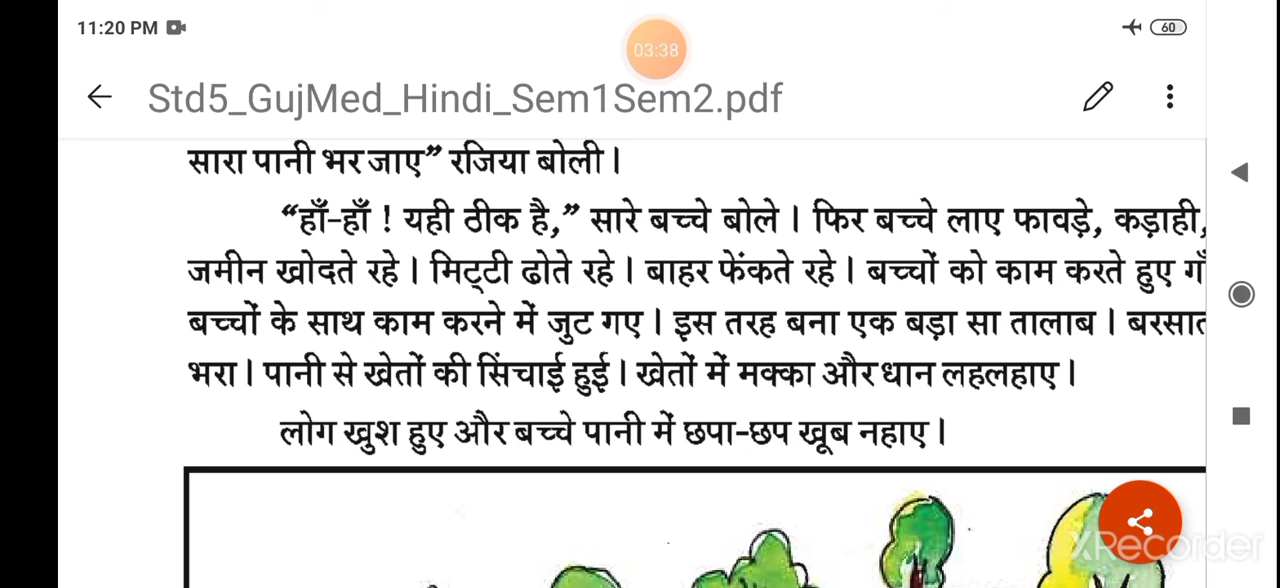 11:20 PM
60
03:38
Std5_GujMed_Hindi_Sem1Sem2.pdf
सारा पानी भर जाए” रजिया बोली।
“हाँ-हाँ ! यही ठीक है,” सारे बच्चे बोले। फिर बच्चे लाए फावड़े, कड़ाही,
जमीन खोदते रहे। मिट्टी ढोते रहे। बाहर फेंकते रहे। बच्चों को काम करते हुए
बच्चों के साथ काम करने में जुट गए। इस तरह बना एक बड़ा सा तालाब।
भरा। पानी से खेतों की सिंचाई हुई। खेतों में मक्का और धान लहलहाए।
लोग खुश हुए और बच्चे पानी में छपा-छप खूब नहाए।
XRecorder